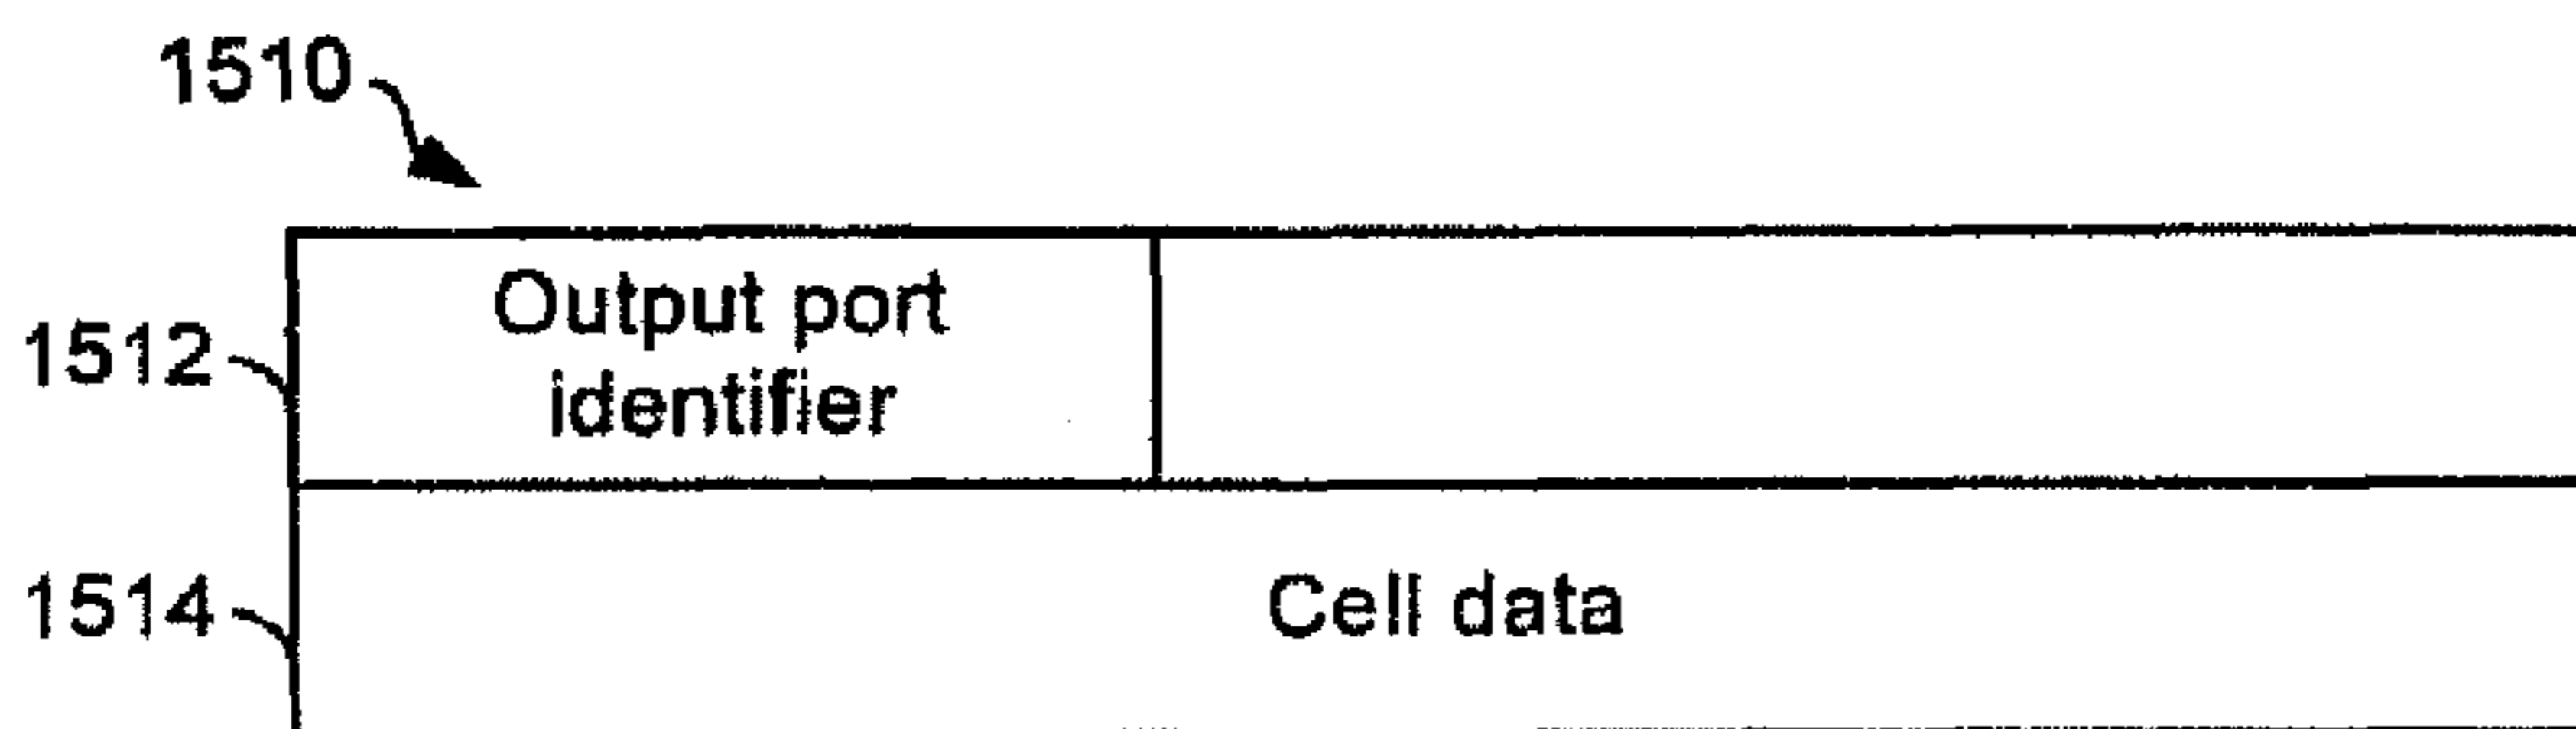 1510
Output port
identifier
1512
Cell data
1514